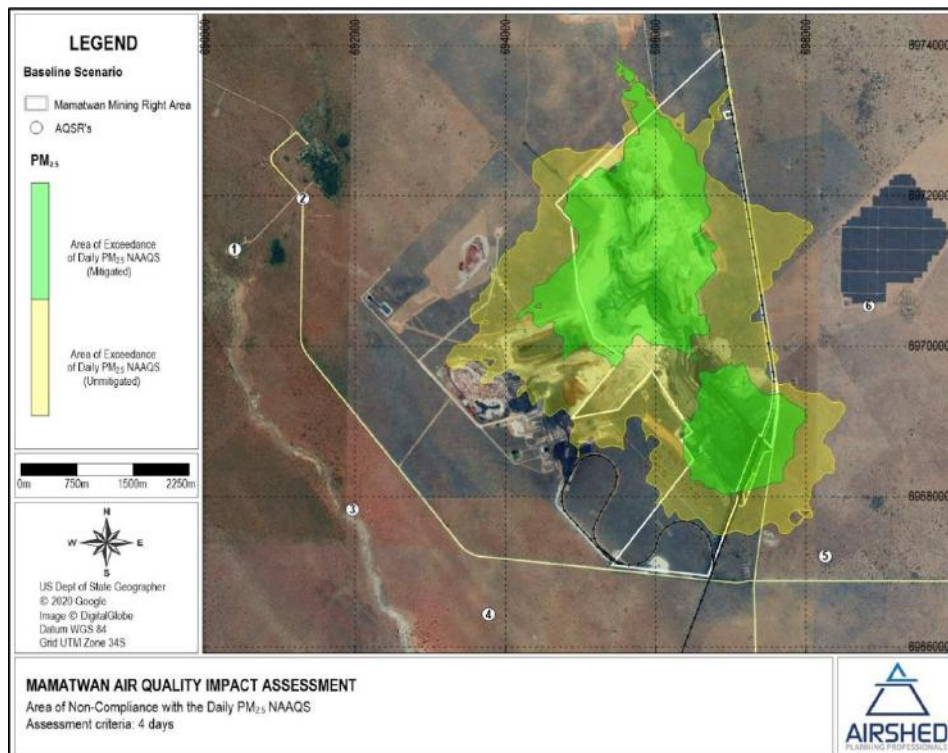 LEGEND
Baseline Scenario
Mamatwan Mining Right Area
AQSR's
PM2.5
Area of Exceedance
of Daily PM2.5 NAAQS
(Mitigated)
Area of Exceedance
of Daily PM2.5 NAAQS
(Unmitigated)
0m 750m 1500m 2250m
N
W E
S
US Dept of State Geographer
© 2020 Google
Image © DigitalGlobe
Datum WGS 84
Grid UTM Zone 34S
690000 692000 694000 696000 698000
6974000
6972000
6970000
6968000
6966000
1
2
3
4
5
6
MAMATWAN AIR QUALITY IMPACT ASSESSMENT
Area of Non-Compliance with the Daily PM2.5 NAAQS
Assessment criteria: 4 days
AIRSHED
PLANNING PROFESSIONALS